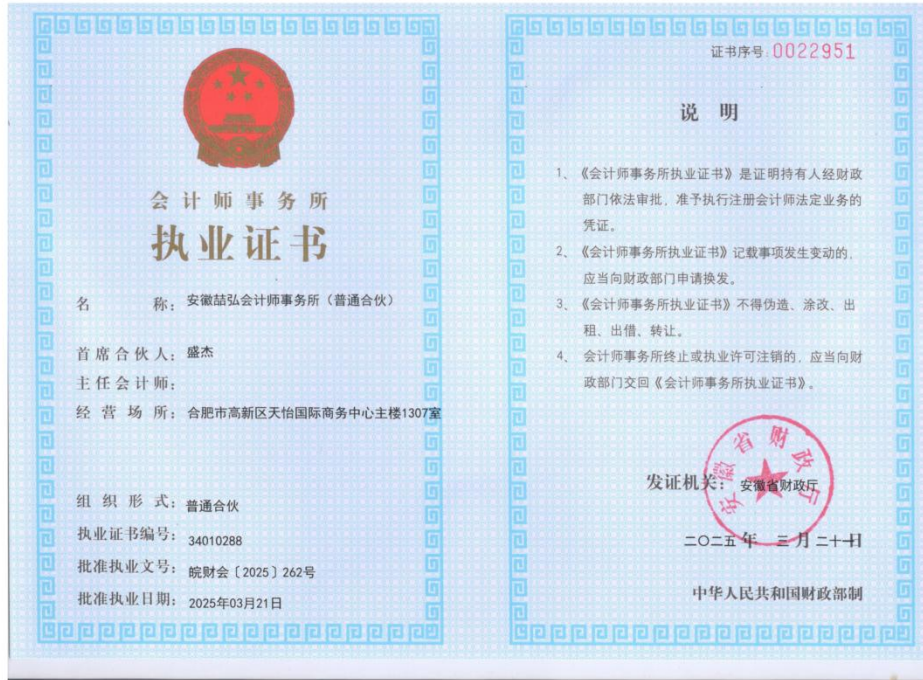 会计师事务所
执业证书
名 称： 安徽喆弘会计师事务所（普通合伙）
首席合伙人： 盛杰
主任会计师：
经营场所： 合肥市高新区天怡国际商务中心主楼1307室
组织形式： 普通合伙
执业证书编号： 34010288
批准执业文号： 皖财会〔2025〕262号
批准执业日期： 2025年03月21日
证书序号：0022951
说 明
1、《会计师事务所执业证书》是证明持有人经财政
部门依法审批，准予执行注册会计师法定业务的
凭证。
2、《会计师事务所执业证书》记载事项发生变动的，
应当向财政部门申请换发。
3、《会计师事务所执业证书》不得伪造、涂改、出
租、出借、转让。
4、会计师事务所终止或执业许可注销的，应当向财
政部门交回《会计师事务所执业证书》。
安徽省财政厅
发证机关： 安徽省财政厅
二〇二五年 三月二十一日
中华人民共和国财政部制